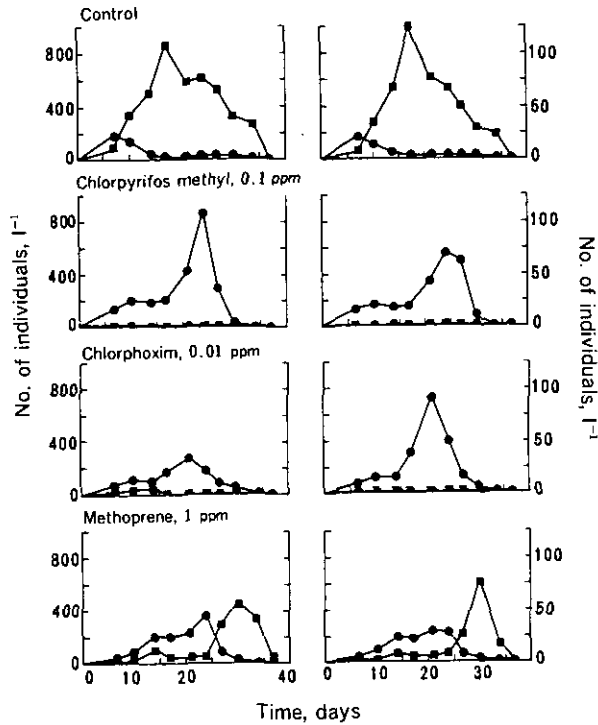 Control
800
400
0
100
50
0
Chlorpyrifos methyl, 0.1 ppm
800
400
0
100
50
0
Chlorphoxim, 0.01 ppm
800
400
0
100
50
0
Methoprene, 1 ppm
800
400
0
100
50
0
0 10 20 30 40
0 10 20 30
No. of individuals, l⁻¹
No. of individuals, l⁻¹
Time, days